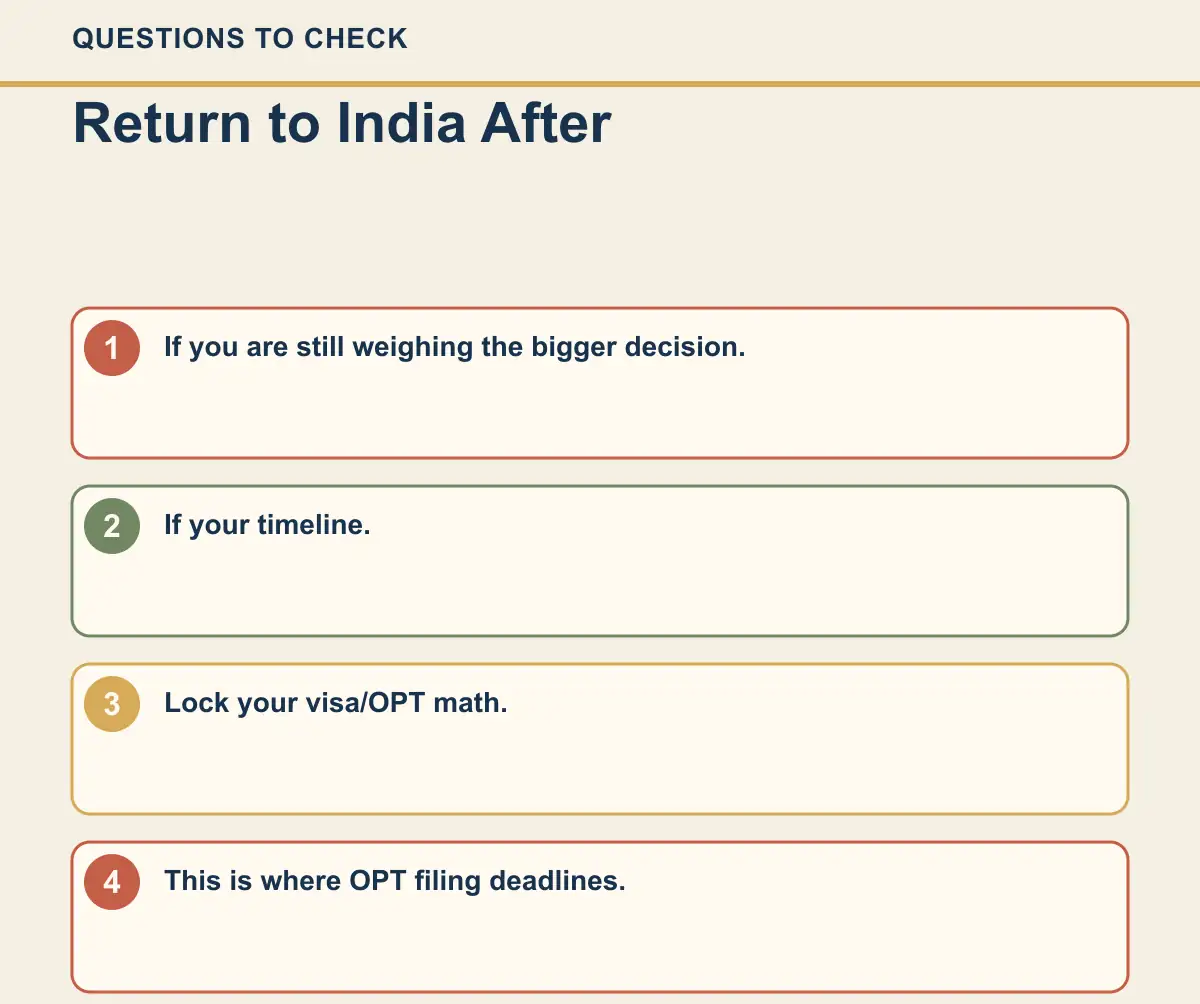 QUESTIONS TO CHECK
Return to India After
1 If you are still weighing the bigger decision.
2 If your timeline.
3 Lock your visa/OPT math.
4 This is where OPT filing deadlines.